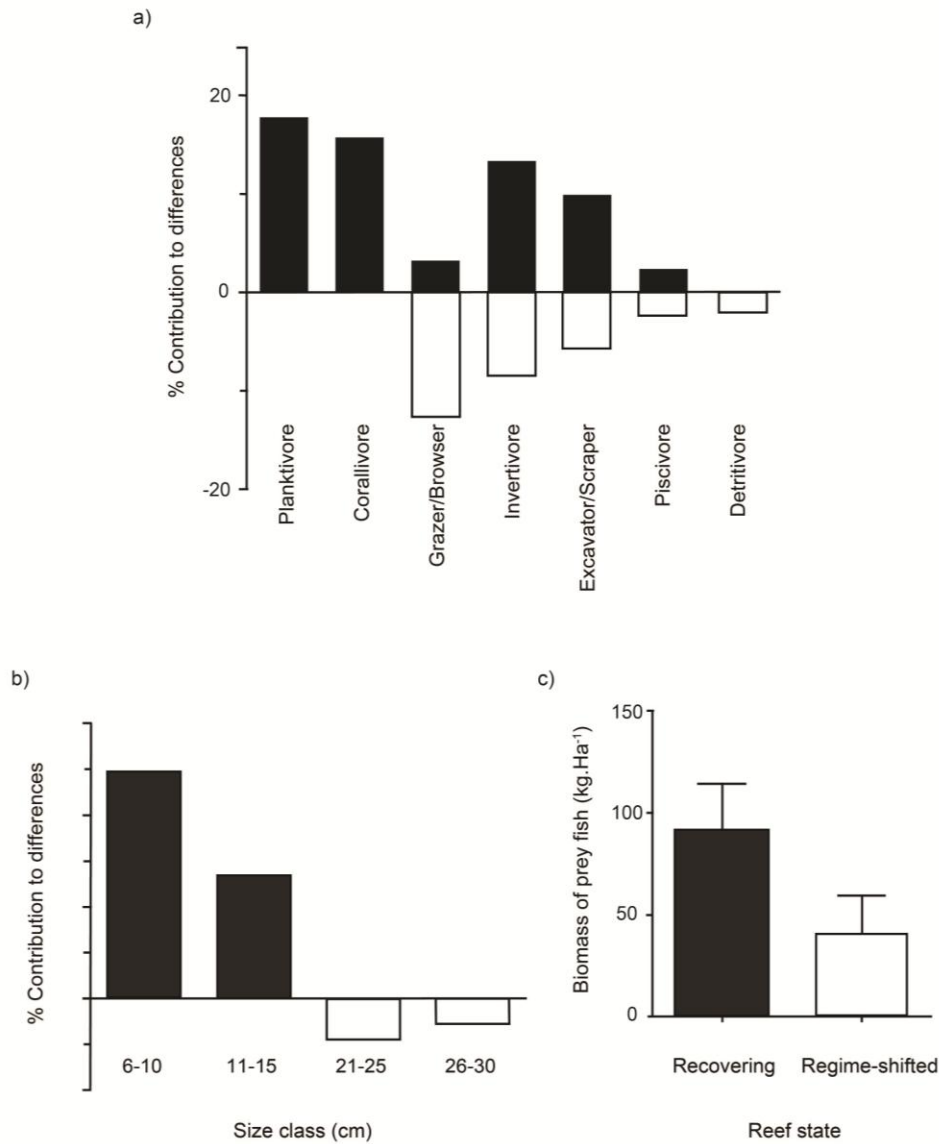 a)
% Contribution to differences
20
0
-20
Planktivore
Corallivore
Grazer/Browser
Invertivore
Excavator/Scraper
Piscivore
Detritivore
b)
% Contribution to differences
6-10
11-15
21-25
26-30
Size class (cm)
c)
Biomass of prey fish (kg.Ha⁻¹)
150
100
50
0
Recovering
Regime-shifted
Reef state